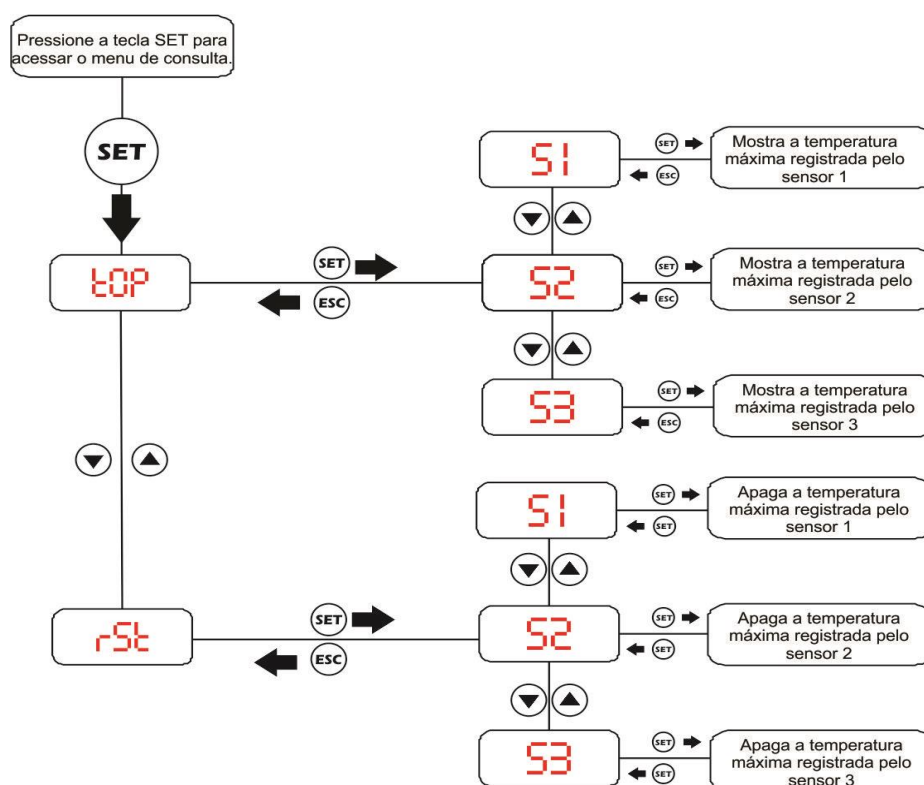 Pressione a tecla SET para
acessar o menu de consulta.
SET
tOP
SET
ESC
S1
SET
ESC
Mostra a temperatura
máxima registrada pelo
sensor 1
S2
SET
ESC
Mostra a temperatura
máxima registrada pelo
sensor 2
S3
SET
ESC
Mostra a temperatura
máxima registrada pelo
sensor 3
rSt
SET
ESC
S1
SET
SET
Apaga a temperatura
máxima registrada pelo
sensor 1
S2
SET
SET
Apaga a temperatura
máxima registrada pelo
sensor 2
S3
SET
SET
Apaga a temperatura
máxima registrada pelo
sensor 3